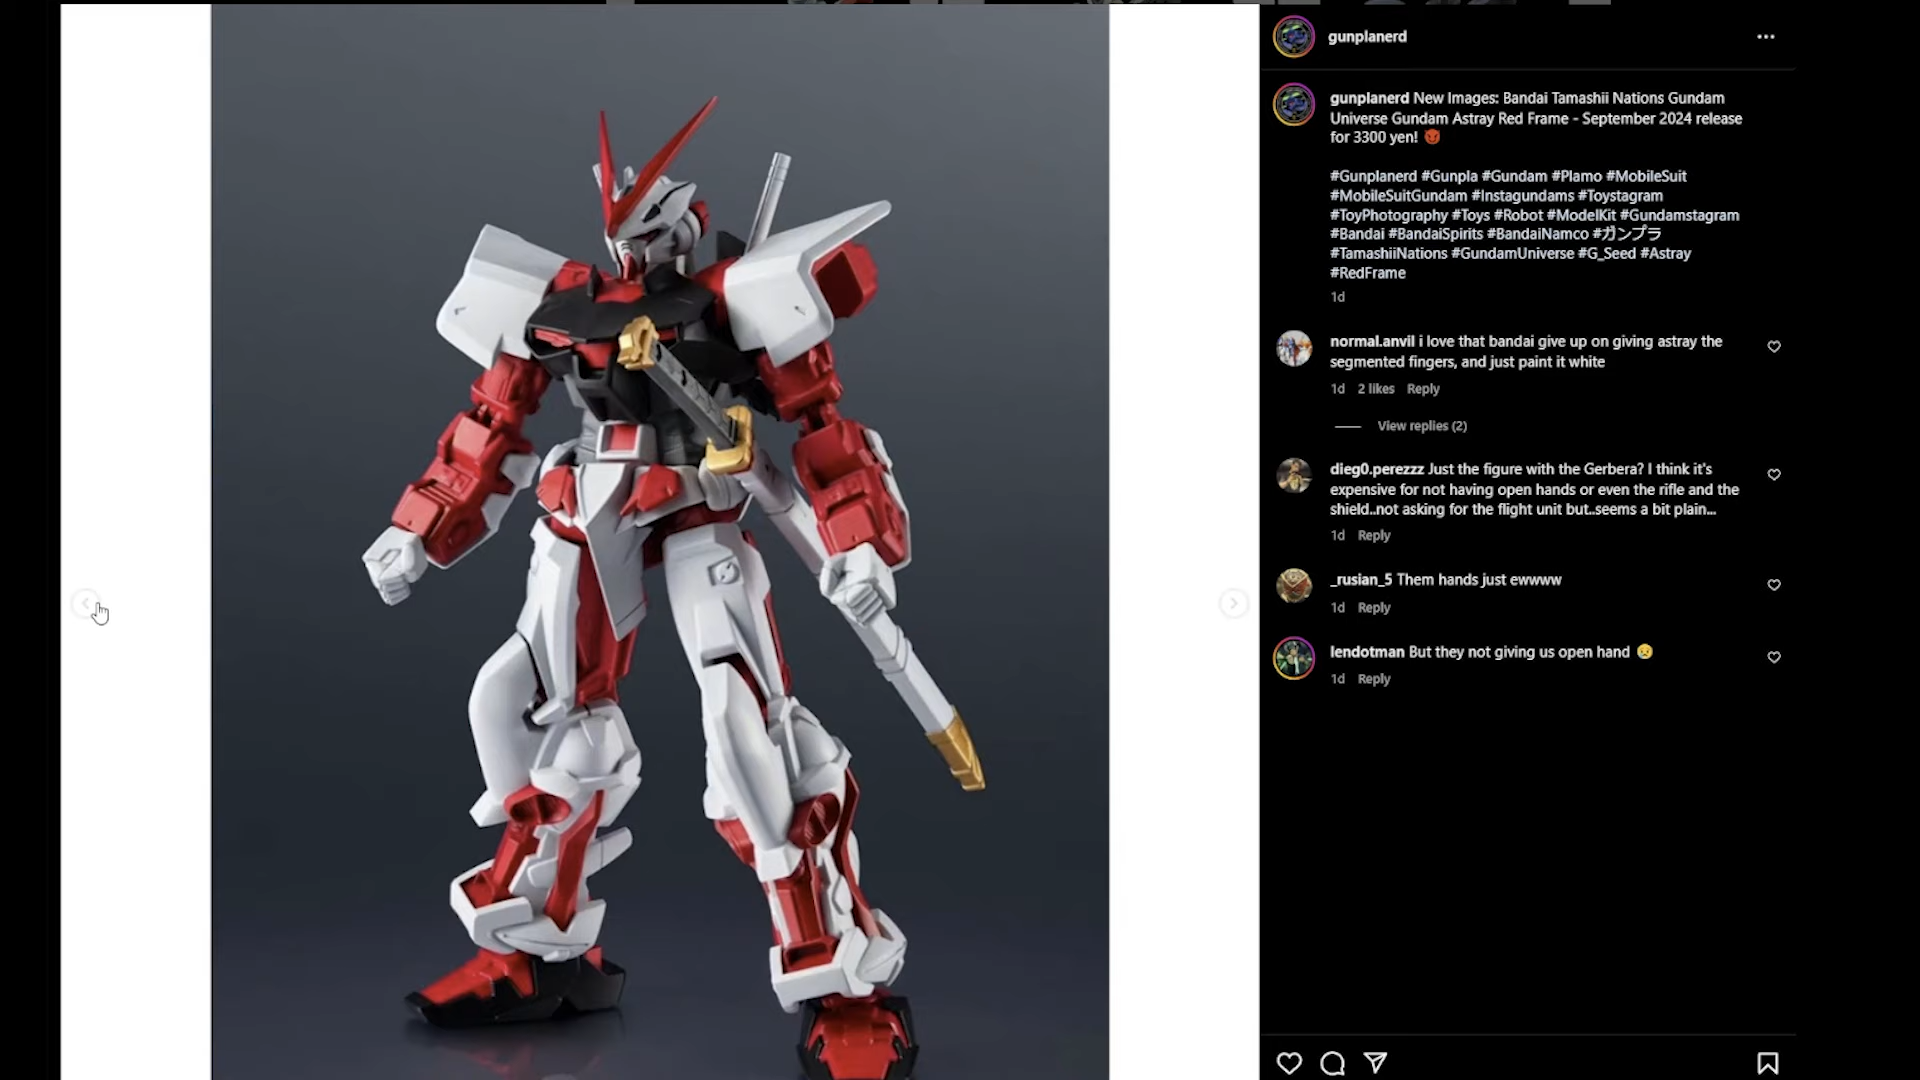 gunplanerd
gunplanerd New Images: Bandai Tamashii Nations Gundam
Universe Gundam Astray Red Frame - September 2024 release
for 3300 yen! 😈
#Gunplanerd #Gunpla #Gundam #Plamo #MobileSuit
#MobileSuitGundam #Instagundams #Toystagram
#ToyPhotography #Toys #Robot #ModelKit #Gundamstagram
#Bandai #BandaiSpirits #BandaiNamco #ガンプラ
#TamashiiNations #GundamUniverse #G_Seed #Astray
#RedFrame
1d
normal.anvil i love that bandai give up on giving astray the
segmented fingers, and just paint it white
1d 2 likes Reply
View replies (2)
dieg0.perezzz Just the figure with the Gerbera? I think it's
expensive for not having open hands or even the rifle and the
shield..not asking for the flight unit but..seems a bit plain...
1d Reply
_rusian_5 Them hands just ewwww
1d Reply
lendotman But they not giving us open hand 😥
1d Reply